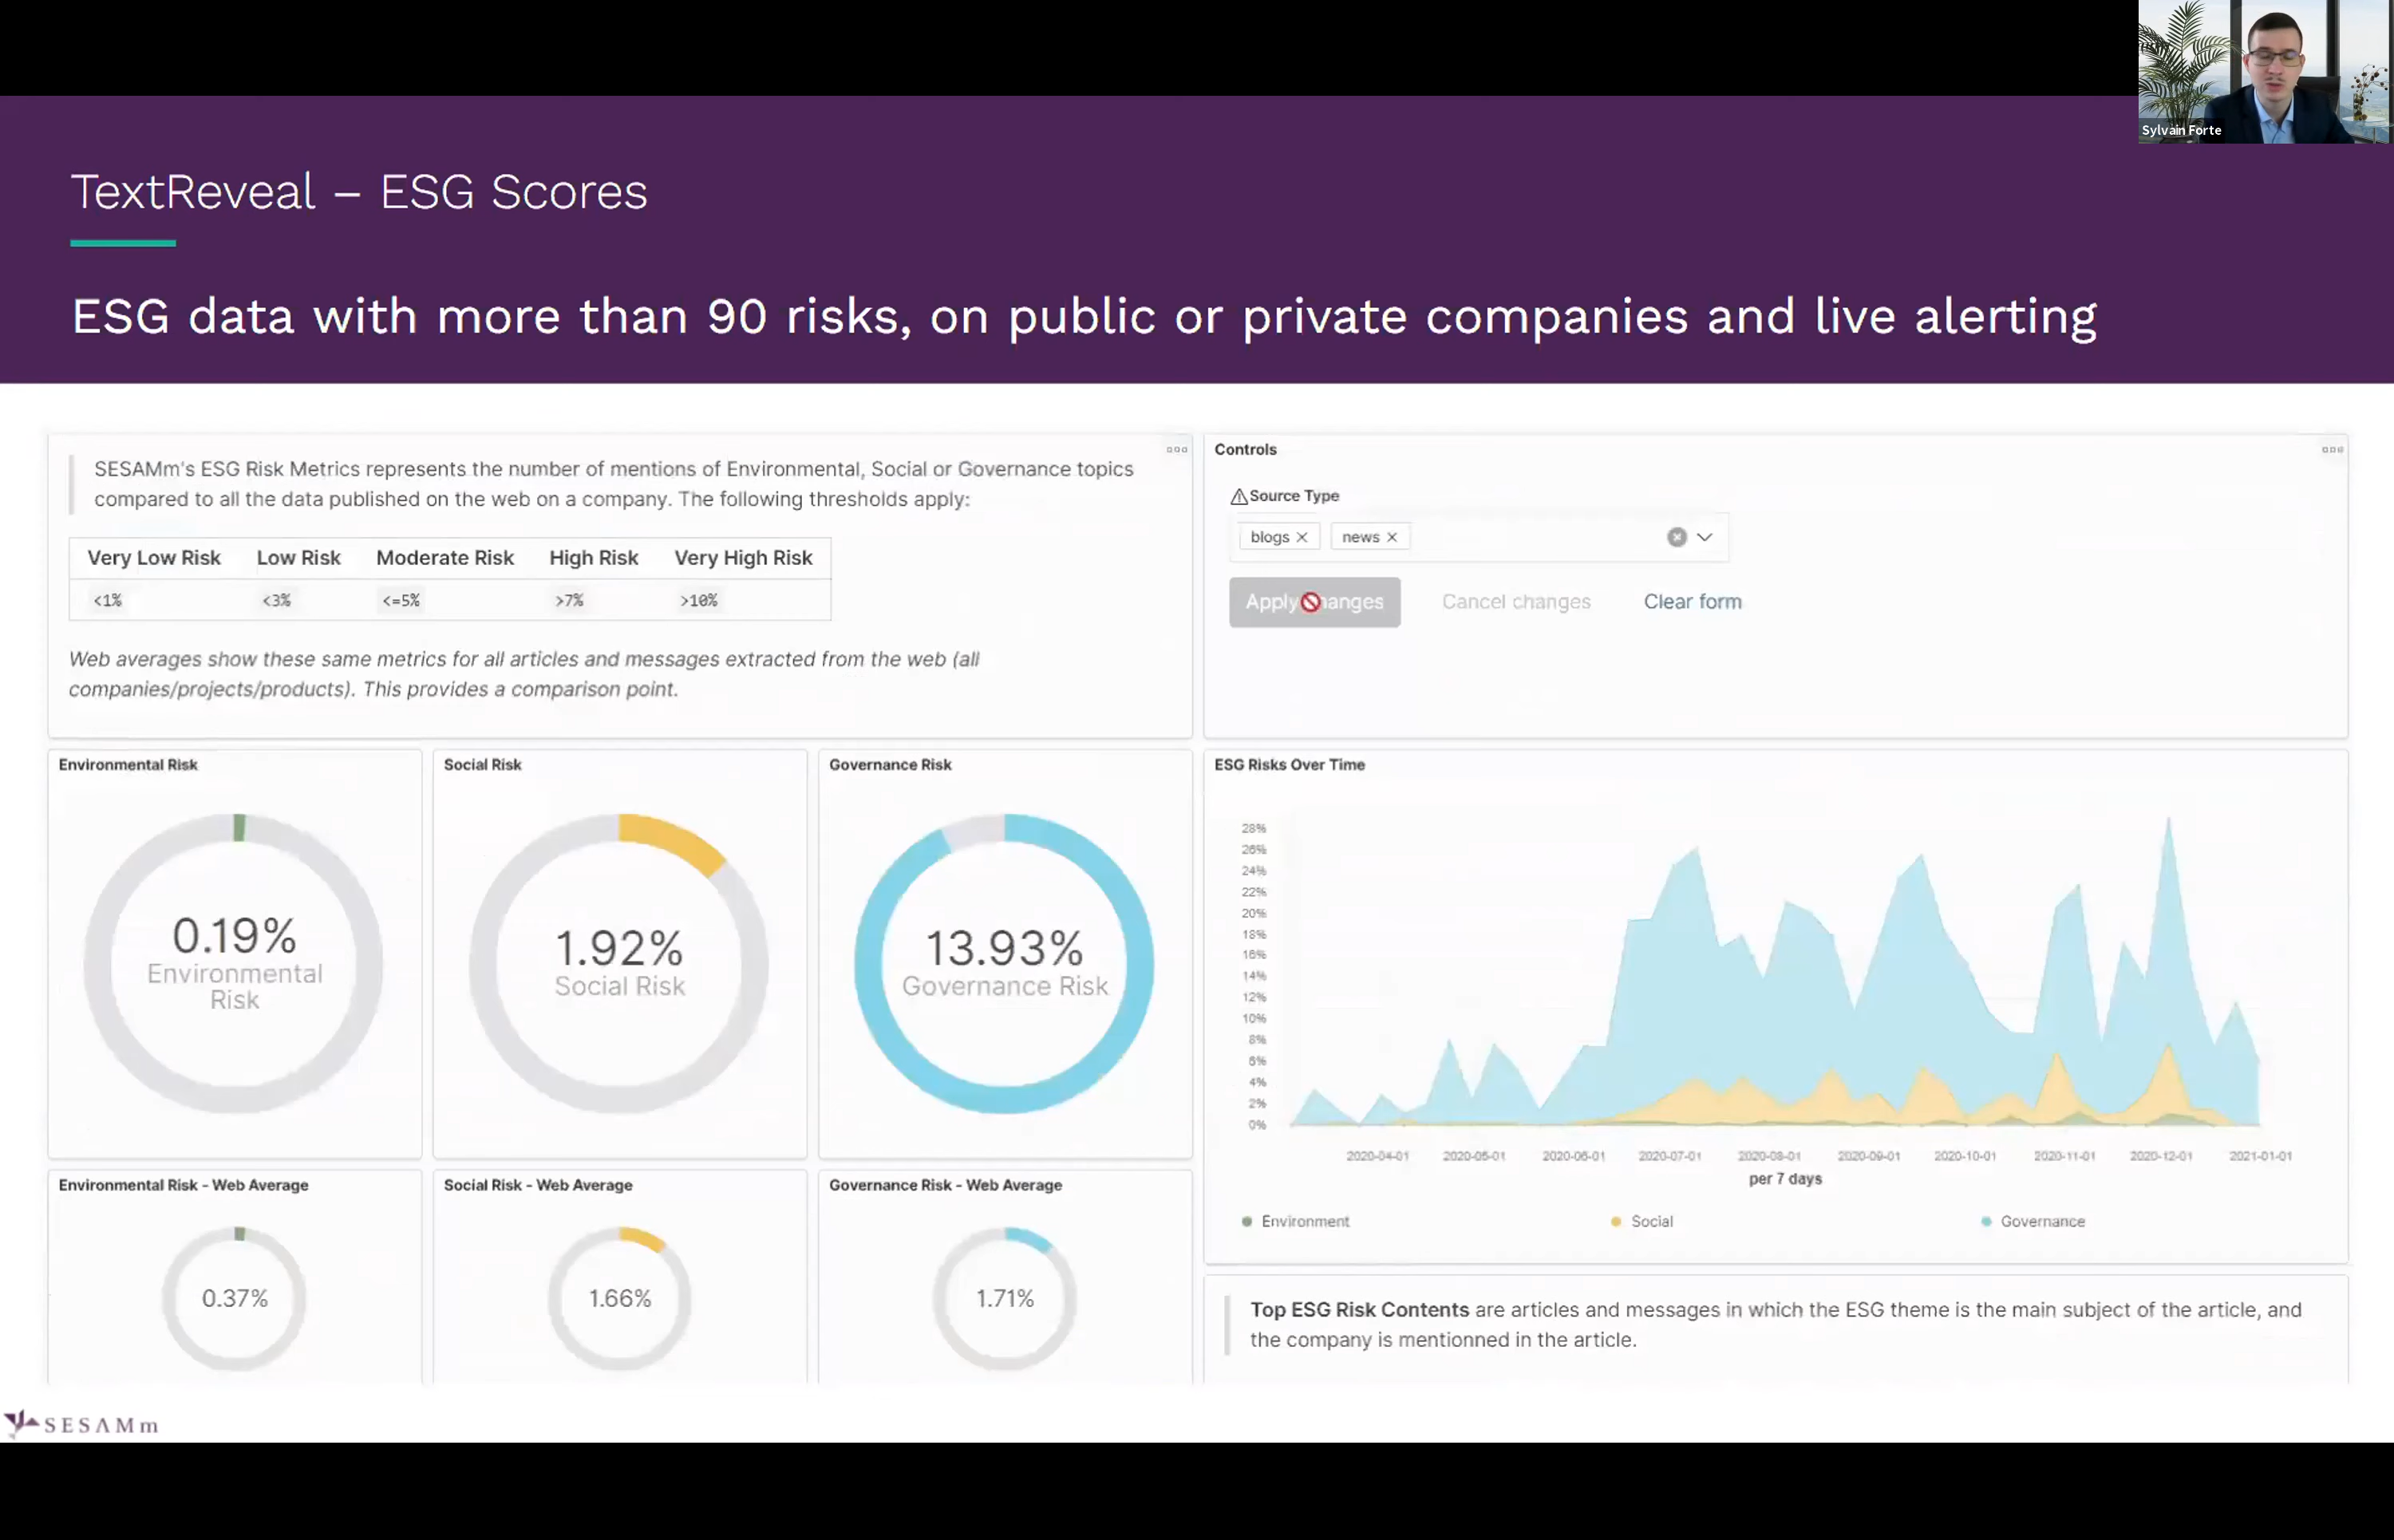 Sylvain Forte
TextReveal – ESG Scores
ESG data with more than 90 risks, on public or private companies and live alerting
SESAMm's ESG Risk Metrics represents the number of mentions of Environmental, Social or Governance topics
compared to all the data published on the web on a company. The following thresholds apply:
Very Low Risk Low Risk Moderate Risk High Risk Very High Risk
<1% <3% <=5% >7% >10%
Web averages show these same metrics for all articles and messages extracted from the web (all
companies/projects/products). This provides a comparison point.
Controls
Source Type
blogs × news ×
Apply changes Cancel changes Clear form
Environmental Risk
0.19%
Environmental
Risk
Social Risk
1.92%
Social Risk
Governance Risk
13.93%
Governance Risk
ESG Risks Over Time
28%
26%
24%
22%
20%
18%
16%
14%
12%
10%
8%
6%
4%
2%
0%
2020-04-01 2020-05-01 2020-06-01 2020-07-01 2020-08-01 2020-09-01 2020-10-01 2020-11-01 2020-12-01 2021-01-01
per 7 days
Environment Social Governance
Environmental Risk - Web Average
0.37%
Social Risk - Web Average
1.66%
Governance Risk - Web Average
1.71%
Top ESG Risk Contents are articles and messages in which the ESG theme is the main subject of the article, and
the company is mentionned in the article.
SESAMm